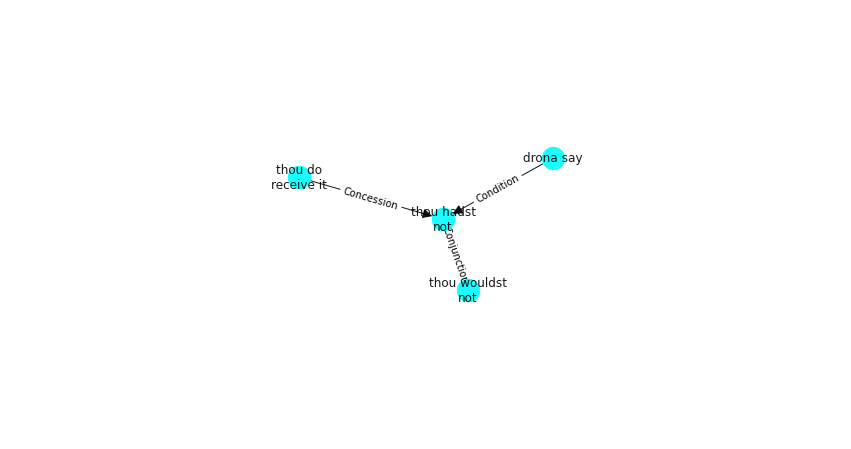 drona say
thou do
receive it
Condition
Concession
thou hadst
not
Conjunction
thou wouldst
not